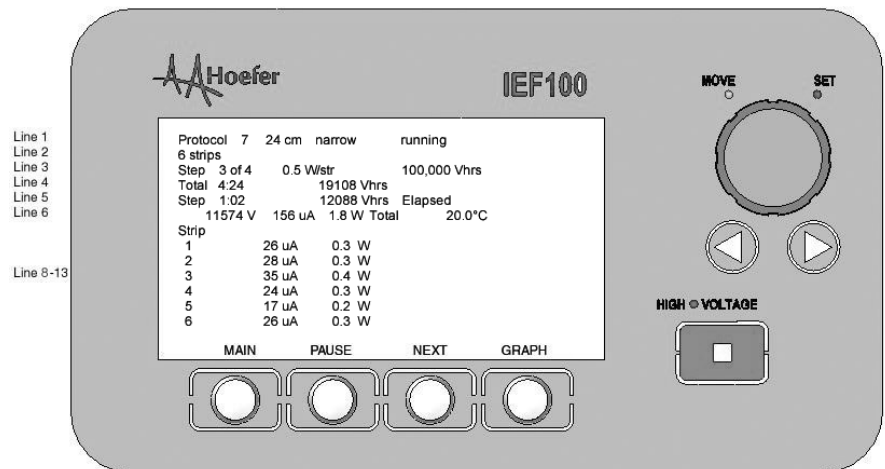 Hoefer
IEF100
MOVE
SET
Line 1
Line 2
Line 3
Line 4
Line 5
Line 6
Line 8-13
Protocol 7 24 cm narrow running
6 strips
Step 3 of 4 0.5 W/str 100,000 Vhrs
Total 4:24 19108 Vhrs
Step 1:02 12088 Vhrs Elapsed
11574 V 156 uA 1.8 W Total 20.0°C
Strip
1 26 uA 0.3 W
2 28 uA 0.3 W
3 35 uA 0.4 W
4 24 uA 0.3 W
5 17 uA 0.2 W
6 26 uA 0.3 W
MAIN PAUSE NEXT GRAPH
HIGH VOLTAGE